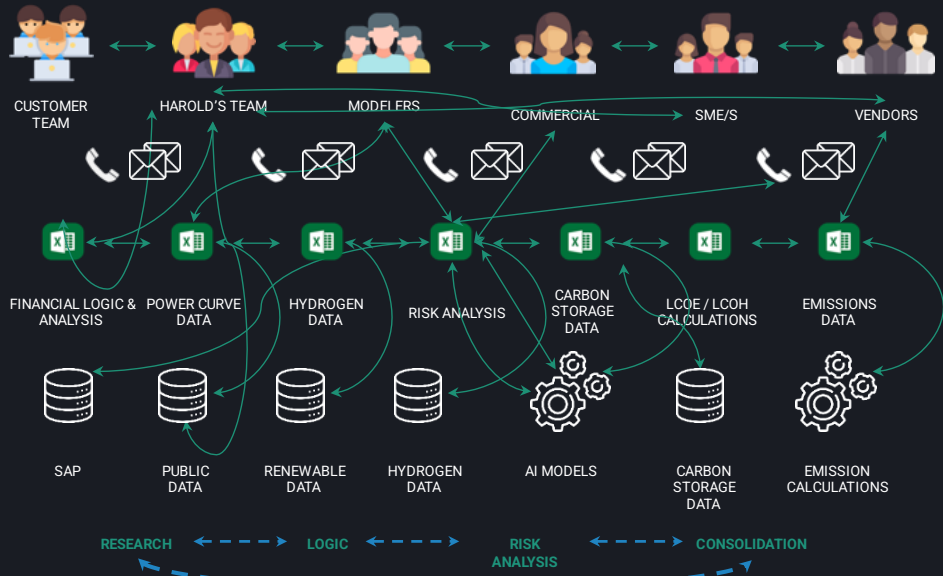 CUSTOMER
TEAM
HAROLD'S TEAM
MODELERS
COMMERCIAL
SME/S
VENDORS
X
X
X
X
X
X
X
FINANCIAL LOGIC &
ANALYSIS
POWER CURVE
DATA
HYDROGEN
DATA
RISK ANALYSIS
CARBON
STORAGE
DATA
LCOE / LCOH
CALCULATIONS
EMISSIONS
DATA
SAP
PUBLIC
DATA
RENEWABLE
DATA
HYDROGEN
DATA
AI MODELS
CARBON
STORAGE
DATA
EMISSION
CALCULATIONS
RESEARCH
LOGIC
RISK
ANALYSIS
CONSOLIDATION